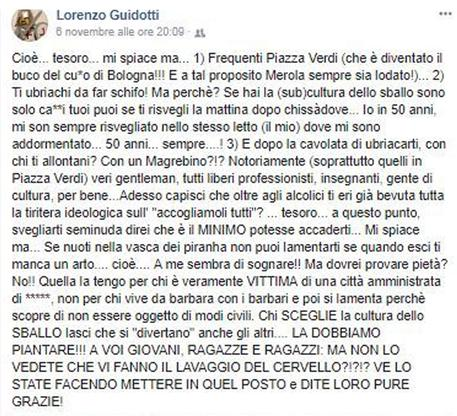 Lorenzo Guidotti
6 novembre alle ore 20:09 ·
Cioè... tesoro... mi spiace ma... 1) Frequenti Piazza Verdi (che è diventato il
buco del cu*o di Bologna!!! E a tal proposito Merola sempre sia lodato!)... 2)
Ti ubriachi da far schifo! Ma perchè? Se hai la (sub)cultura dello sballo sono
solo ca**i tuoi puoi se ti risvegli la mattina dopo chissàdove... Io in 50 anni,
mi son sempre risvegliato nello stesso letto (il mio) dove mi sono
addormentato... 50 anni... sempre....! 3) E dopo la cavolata di ubriacarti, con
chi ti allontani? Con un Magrebino?!? Notoriamente (soprattutto quelli in
Piazza Verdi) veri gentleman, tutti liberi professionisti, insegnanti, gente di
cultura, per bene...Adesso capisci che oltre agli alcolici ti eri già bevuta tutta
la tiritera ideologica sull' "accogliamoli tutti"? ... tesoro... a questo punto,
svegliarti seminuda direi che è il MINIMO potesse accaderti... Mi spiace
ma... Se nuoti nella vasca dei piranha non puoi lamentarti se quando esci ti
manca un arto.... cioè.... A me sembra di sognare!! Ma dovrei provare pietà?
No!! Quella la tengo per chi è veramente VITTIMA di una città amministrata
di *****, non per chi vive da barbara con i barbari e poi si lamenta perchè
scopre di non essere oggetto di modi civili. Chi SCEGLIE la cultura dello
SBALLO lasci che si "divertano" anche gli altri.... LA DOBBIAMO
PIANTARE!!! A VOI GIOVANI, RAGAZZE E RAGAZZI: MA NON LO
VEDETE CHE VI FANNO IL LAVAGGIO DEL CERVELLO?!?!? VE LO
STATE FACENDO METTERE IN QUEL POSTO e DITE LORO PURE
GRAZIE!